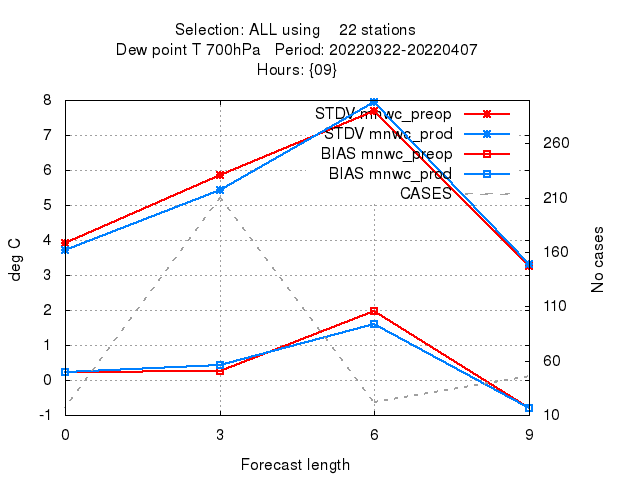 Selection: ALL using    22 stations
Dew point T 700hPa   Period: 20220322-20220407
Hours: {09}
8
7
6
5
4
3
2
1
0
-1
deg C
STDV mnwc_preop
STDV mnwc_prod
BIAS mnwc_preop
BIAS mnwc_prod
CASES
260
210
160
110
60
10
No cases
0 3 6 9
Forecast length